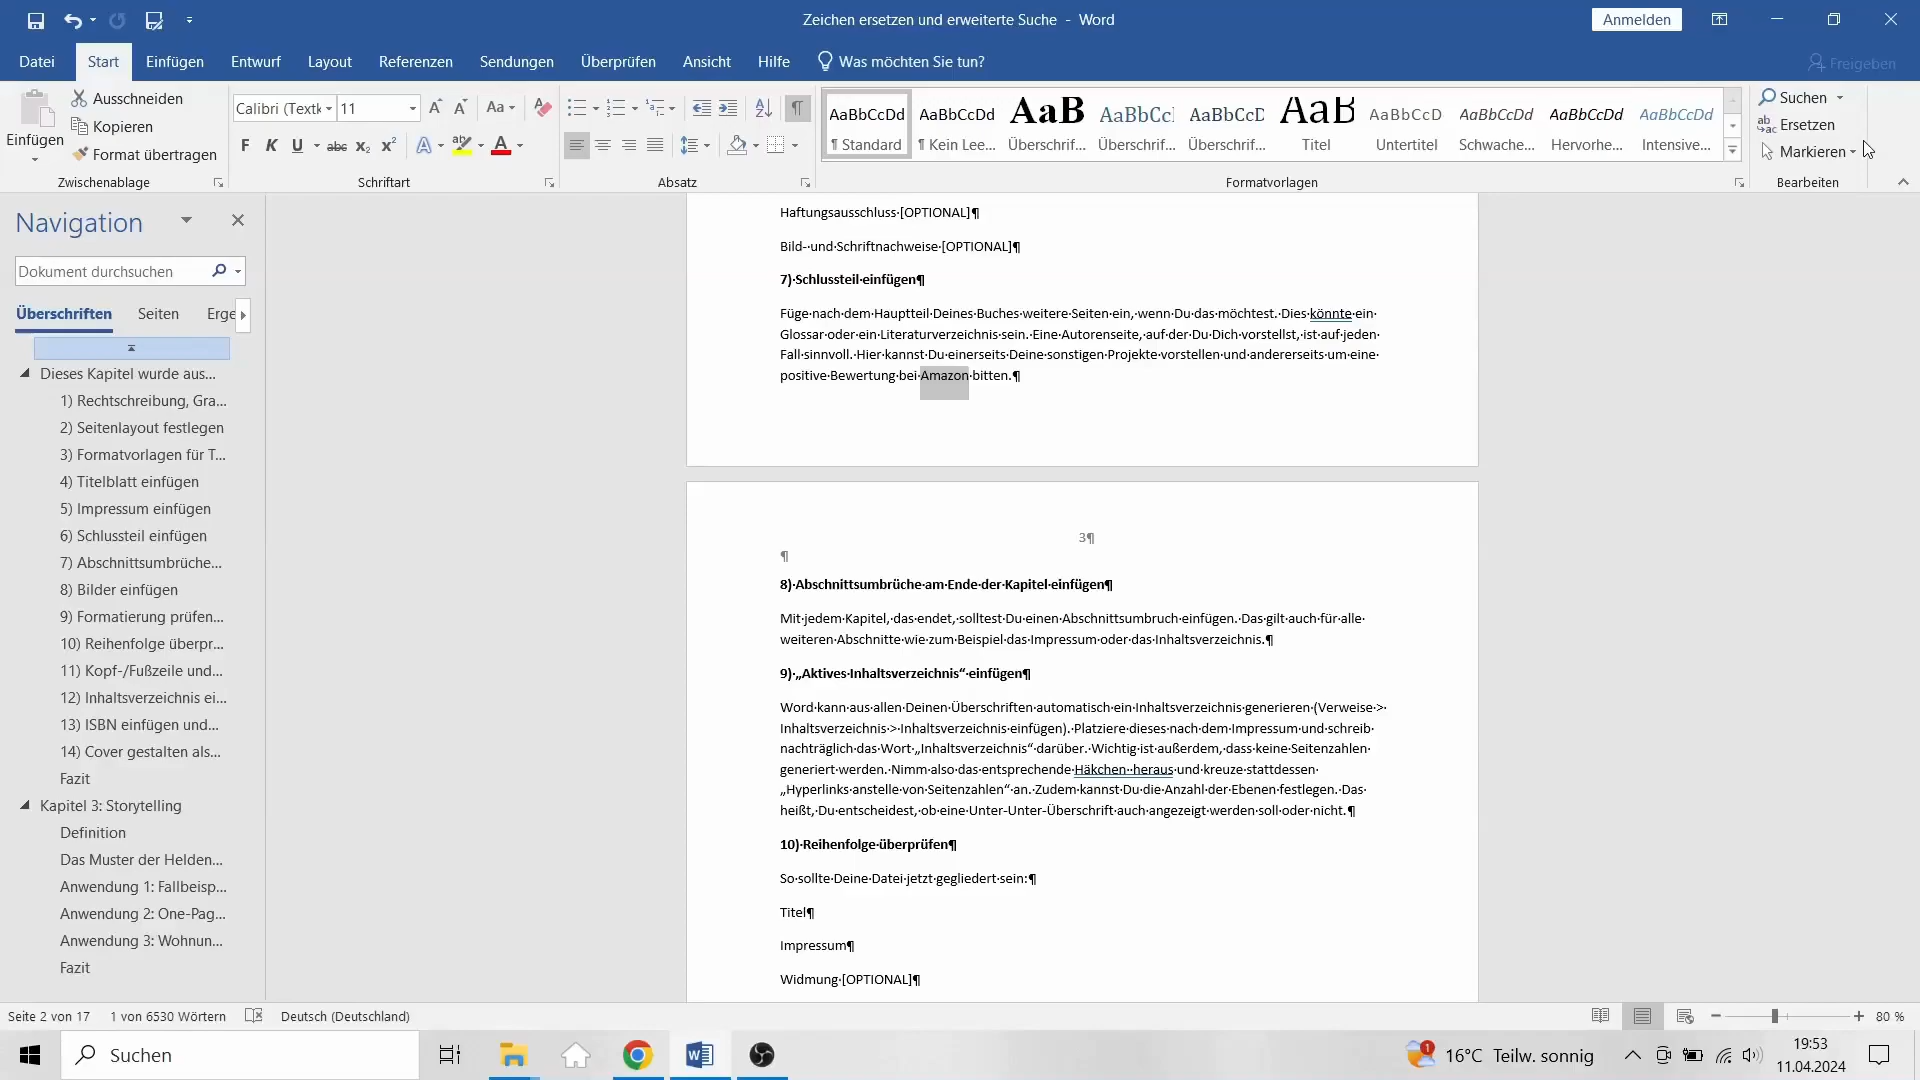 Zeichen ersetzen und erweiterte Suche - Word
Anmelden
Datei Start Einfügen Entwurf Layout Referenzen Sendungen Überprüfen Ansicht Hilfe Was möchten Sie tun? Freigeben
Einfügen
Ausschneiden
Kopieren
Format übertragen
Zwischenablage
Calibri (Textk 11
Aa
F K U abc x₂ x² A ab A
Schriftart
Absatz
AaBbCcDd
¶ Standard
AaBbCcDd
¶ Kein Lee...
AaB
Überschrif...
AaBbCcI
Überschrif...
AaBbCcD
Überschrif...
AaB
Titel
AaBbCcD
Untertitel
AaBbCcDd
Schwache...
AaBbCcDd
Hervorhe...
AaBbCcDd
Intensive...
Formatvorlagen
Suchen
Ersetzen
Markieren
Bearbeiten
Navigation
Dokument durchsuchen
Überschriften Seiten Erge
Dieses Kapitel wurde aus...
1) Rechtschreibung, Gra...
2) Seitenlayout festlegen
3) Formatvorlagen für T...
4) Titelblatt einfügen
5) Impressum einfügen
6) Schlussteil einfügen
7) Abschnittsumbrüche...
8) Bilder einfügen
9) Formatierung prüfen...
10) Reihenfolge überpr...
11) Kopf-/Fußzeile und...
12) Inhaltsverzeichnis ei...
13) ISBN einfügen und...
14) Cover gestalten als...
Fazit
Kapitel 3: Storytelling
Definition
Das Muster der Helden...
Anwendung 1: Fallbeisp...
Anwendung 2: One-Pag...
Anwendung 3: Wohnun...
Fazit
Haftungsausschluss·[OPTIONAL]¶
Bild-·und·Schriftnachweise·[OPTIONAL]¶
7)·Schlussteil·einfügen¶
Füge·nach·dem·Hauptteil·Deines·Buches·weitere·Seiten·ein,·wenn·Du·das·möchtest.·Dies·könnte·ein·
Glossar·oder·ein·Literaturverzeichnis·sein.·Eine·Autorenseite,·auf·der·Du·Dich·vorstellst,·ist·auf·jeden·
Fall·sinnvoll.·Hier·kannst·Du·einerseits·Deine·sonstigen·Projekte·vorstellen·und·andererseits·um·eine·
positive·Bewertung·bei·Amazon·bitten.¶
3¶
¶
8)·Abschnittsumbrüche·am·Ende·der·Kapitel·einfügen¶
Mit·jedem·Kapitel,·das·endet,·solltest·Du·einen·Abschnittsumbruch·einfügen.·Das·gilt·auch·für·alle·
weiteren·Abschnitte·wie·zum·Beispiel·das·Impressum·oder·das·Inhaltsverzeichnis.¶
9)·„Aktives·Inhaltsverzeichnis“·einfügen¶
Word·kann·aus·allen·Deinen·Überschriften·automatisch·ein·Inhaltsverzeichnis·generieren·(Verweise·>·
Inhaltsverzeichnis·>·Inhaltsverzeichnis·einfügen).·Platziere·dieses·nach·dem·Impressum·und·schreib·
nachträglich·das·Wort·„Inhaltsverzeichnis“·darüber.·Wichtig·ist·außerdem,·dass·keine·Seitenzahlen·
generiert·werden.·Nimm·also·das·entsprechende·Häkchen··heraus·und·kreuze·stattdessen·
„Hyperlinks·anstelle·von·Seitenzahlen“·an.·Zudem·kannst·Du·die·Anzahl·der·Ebenen·festlegen.·Das·
heißt,·Du·entscheidest,·ob·eine·Unter-Unter-Überschrift·auch·angezeigt·werden·soll·oder·nicht.¶
10)·Reihenfolge·überprüfen¶
So·sollte·Deine·Datei·jetzt·gegliedert·sein:¶
Titel¶
Impressum¶
Widmung·[OPTIONAL]¶
Seite 2 von 17 1 von 6530 Wörtern Deutsch (Deutschland) 80 %
Suchen
1 16°C Teilw. sonnig
19:53
11.04.2024